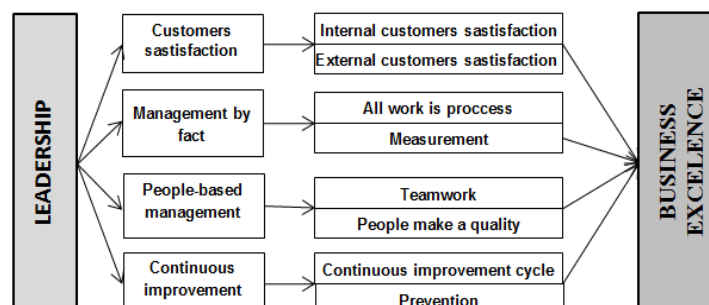 LEADERSHIP
Customers
sastisfaction
Internal customers sastisfaction
External customers sastisfaction
Management by
fact
All work is proccess
Measurement
People-based
management
Teamwork
People make a quality
Continuous
improvement
Continuous improvement cycle
Prevention
BUSINESS
EXCELENCE